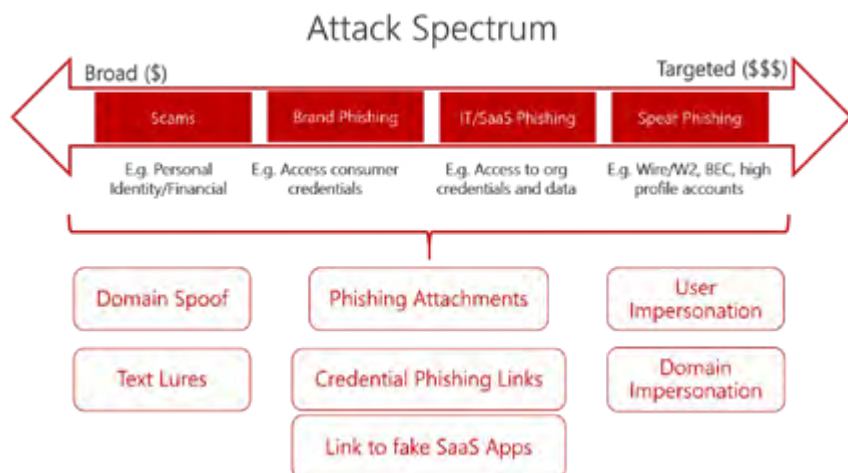 Attack Spectrum
Broad ($)
Targeted ($$$)
Scams
Brand Phishing
IT/SaaS Phishing
Spear Phishing
E.g. Personal
Identity/Financial
E.g. Access consumer
credentials
E.g. Access to org
credentials and data
E.g. Wire/W2, BEC, high
profile accounts
Domain Spoof
Phishing Attachments
User
Impersonation
Text Lures
Credential Phishing Links
Domain
Impersonation
Link to fake SaaS Apps